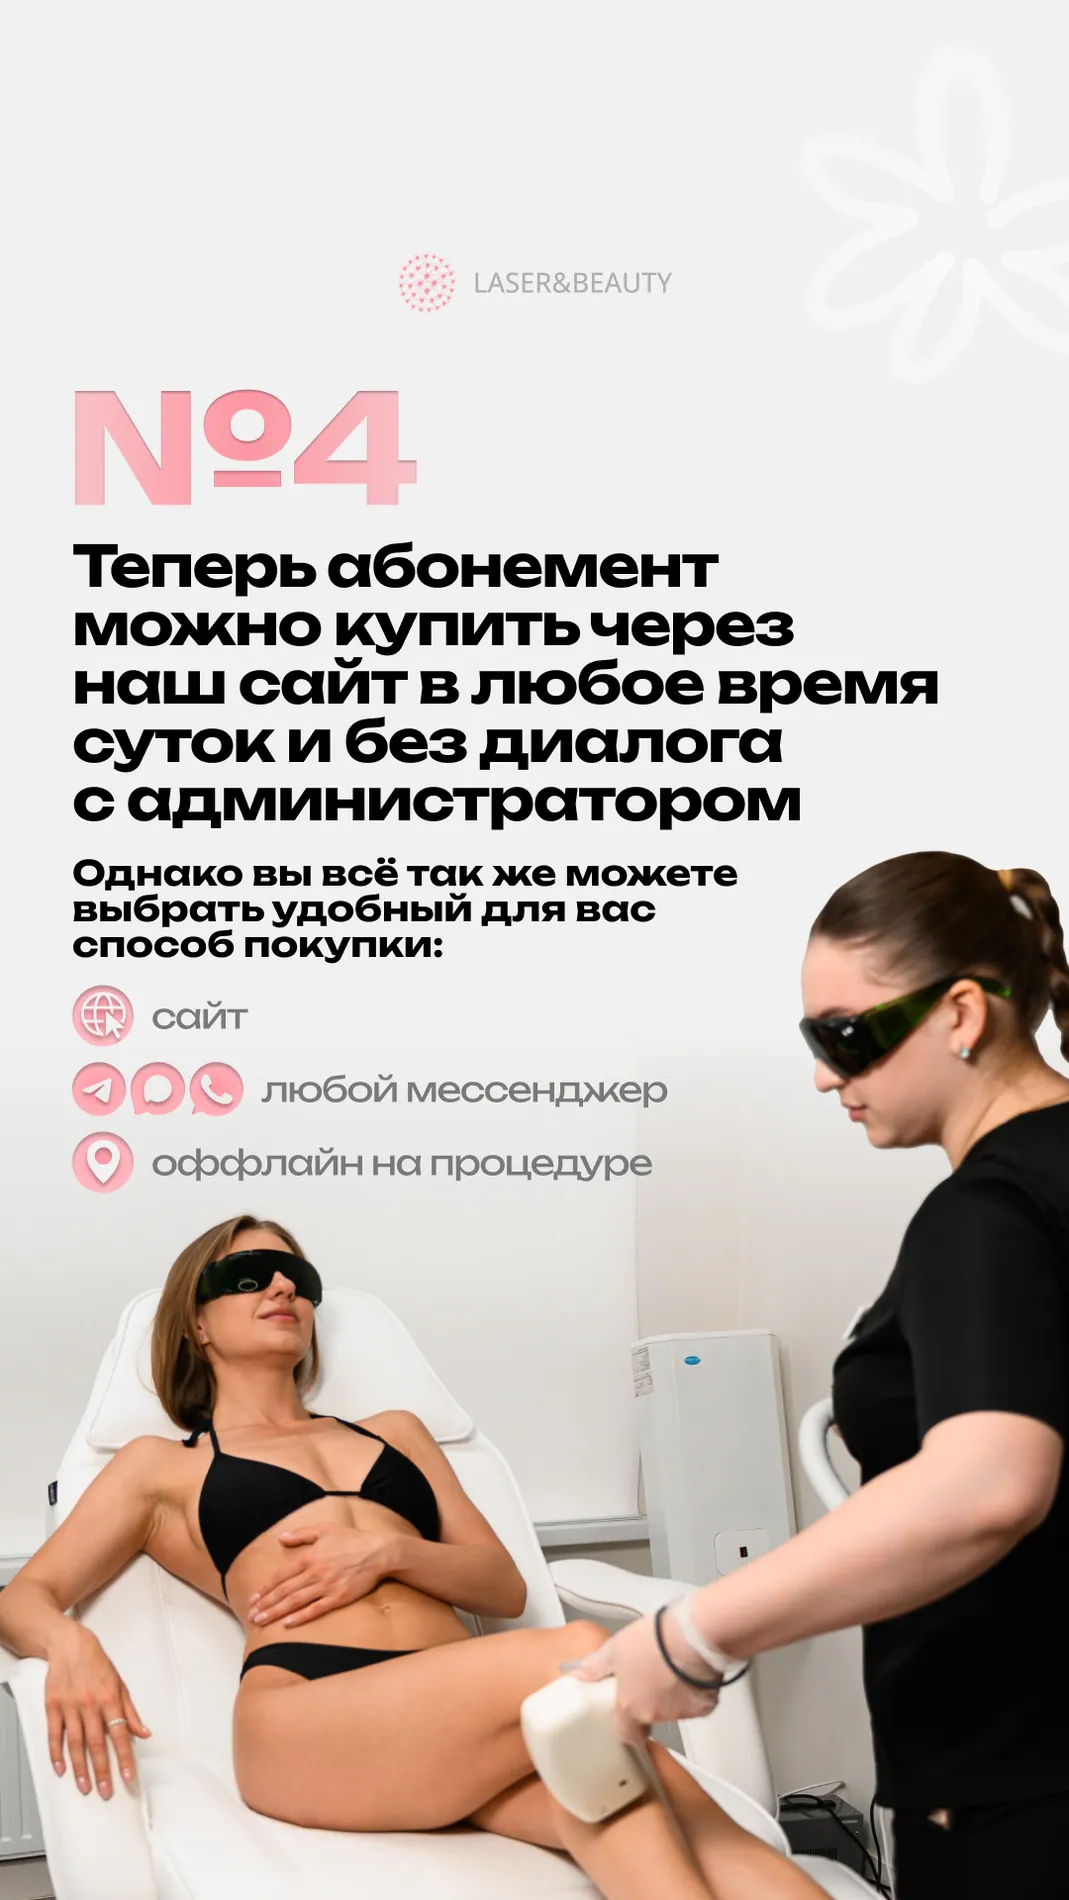 LASER&BEAUTY
№4
Теперь абонемент
можно купить через
наш сайт в любое время
суток и без диалога
с администратором
Однако вы всё так же можете
выбрать удобный для вас
способ покупки:
сайт
любой мессенджер
оффлайн на процедуре